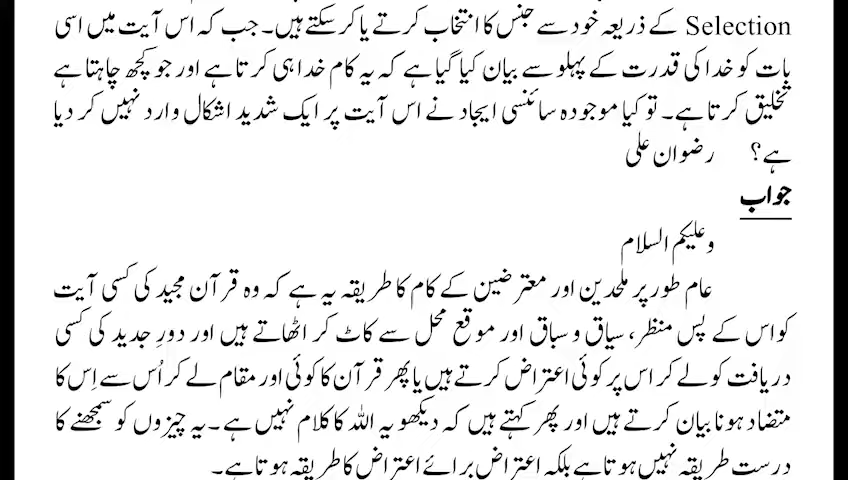 Selection کے ذریعہ خود سے جنس کا انتخاب کرتے یا کر سکتے ہیں۔ جب کہ اس آیت میں اسی
بات کو خدا کی قدرت کے پہلو سے بیان کیا گیا ہے کہ یہ کام خدا ہی کرتا ہے اور جو کچھ چاہتا ہے
تخلیق کرتا ہے۔ تو کیا موجودہ سائنسی ایجاد نے اس آیت پر ایک شدید اشکال وارد نہیں کر دیا
ہے؟ رضوان علی
جواب
وعلیکم السلام
عام طور پر ملحدین اور معترضین کے کام کا طریقہ یہ ہے کہ وہ قرآن مجید کی کسی آیت
کو اس کے پس منظر، سیاق و سباق اور موقع محل سے کاٹ کر اٹھاتے ہیں اور دورِ جدید کی کسی
دریافت کو لے کر اس پر کوئی اعتراض کرتے ہیں یا پھر قرآن کا کوئی اور مقام لے کر اُس سے اِس کا
متضاد ہونا بیان کرتے ہیں اور پھر کہتے ہیں کہ دیکھو یہ اللہ کا کلام نہیں ہے۔ یہ چیزوں کو سمجھنے کا
درست طریقہ نہیں ہوتا ہے بلکہ اعتراض برائے اعتراض کا طریقہ ہوتا ہے۔